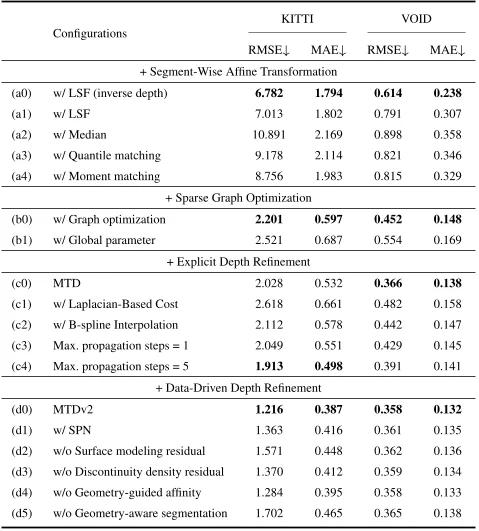 Configurations KITTI VOID
RMSE↓ MAE↓ RMSE↓ MAE↓
+ Segment-Wise Affine Transformation
(a0) w/ LSF (inverse depth) 6.782 1.794 0.614 0.238
(a1) w/ LSF 7.013 1.802 0.791 0.307
(a2) w/ Median 10.891 2.169 0.898 0.358
(a3) w/ Quantile matching 9.178 2.114 0.821 0.346
(a4) w/ Moment matching 8.756 1.983 0.815 0.329
+ Sparse Graph Optimization
(b0) w/ Graph optimization 2.201 0.597 0.452 0.148
(b1) w/ Global parameter 2.521 0.687 0.554 0.169
+ Explicit Depth Refinement
(c0) MTD 2.028 0.532 0.366 0.138
(c1) w/ Laplacian-Based Cost 2.618 0.661 0.482 0.158
(c2) w/ B-spline Interpolation 2.112 0.578 0.442 0.147
(c3) Max. propagation steps = 1 2.049 0.551 0.429 0.145
(c4) Max. propagation steps = 5 1.913 0.498 0.391 0.141
+ Data-Driven Depth Refinement
(d0) MTDv2 1.216 0.387 0.358 0.132
(d1) w/ SPN 1.363 0.416 0.361 0.135
(d2) w/o Surface modeling residual 1.571 0.448 0.362 0.136
(d3) w/o Discontinuity density residual 1.370 0.412 0.359 0.134
(d4) w/o Geometry-guided affinity 1.284 0.395 0.358 0.133
(d5) w/o Geometry-aware segmentation 1.702 0.465 0.365 0.138